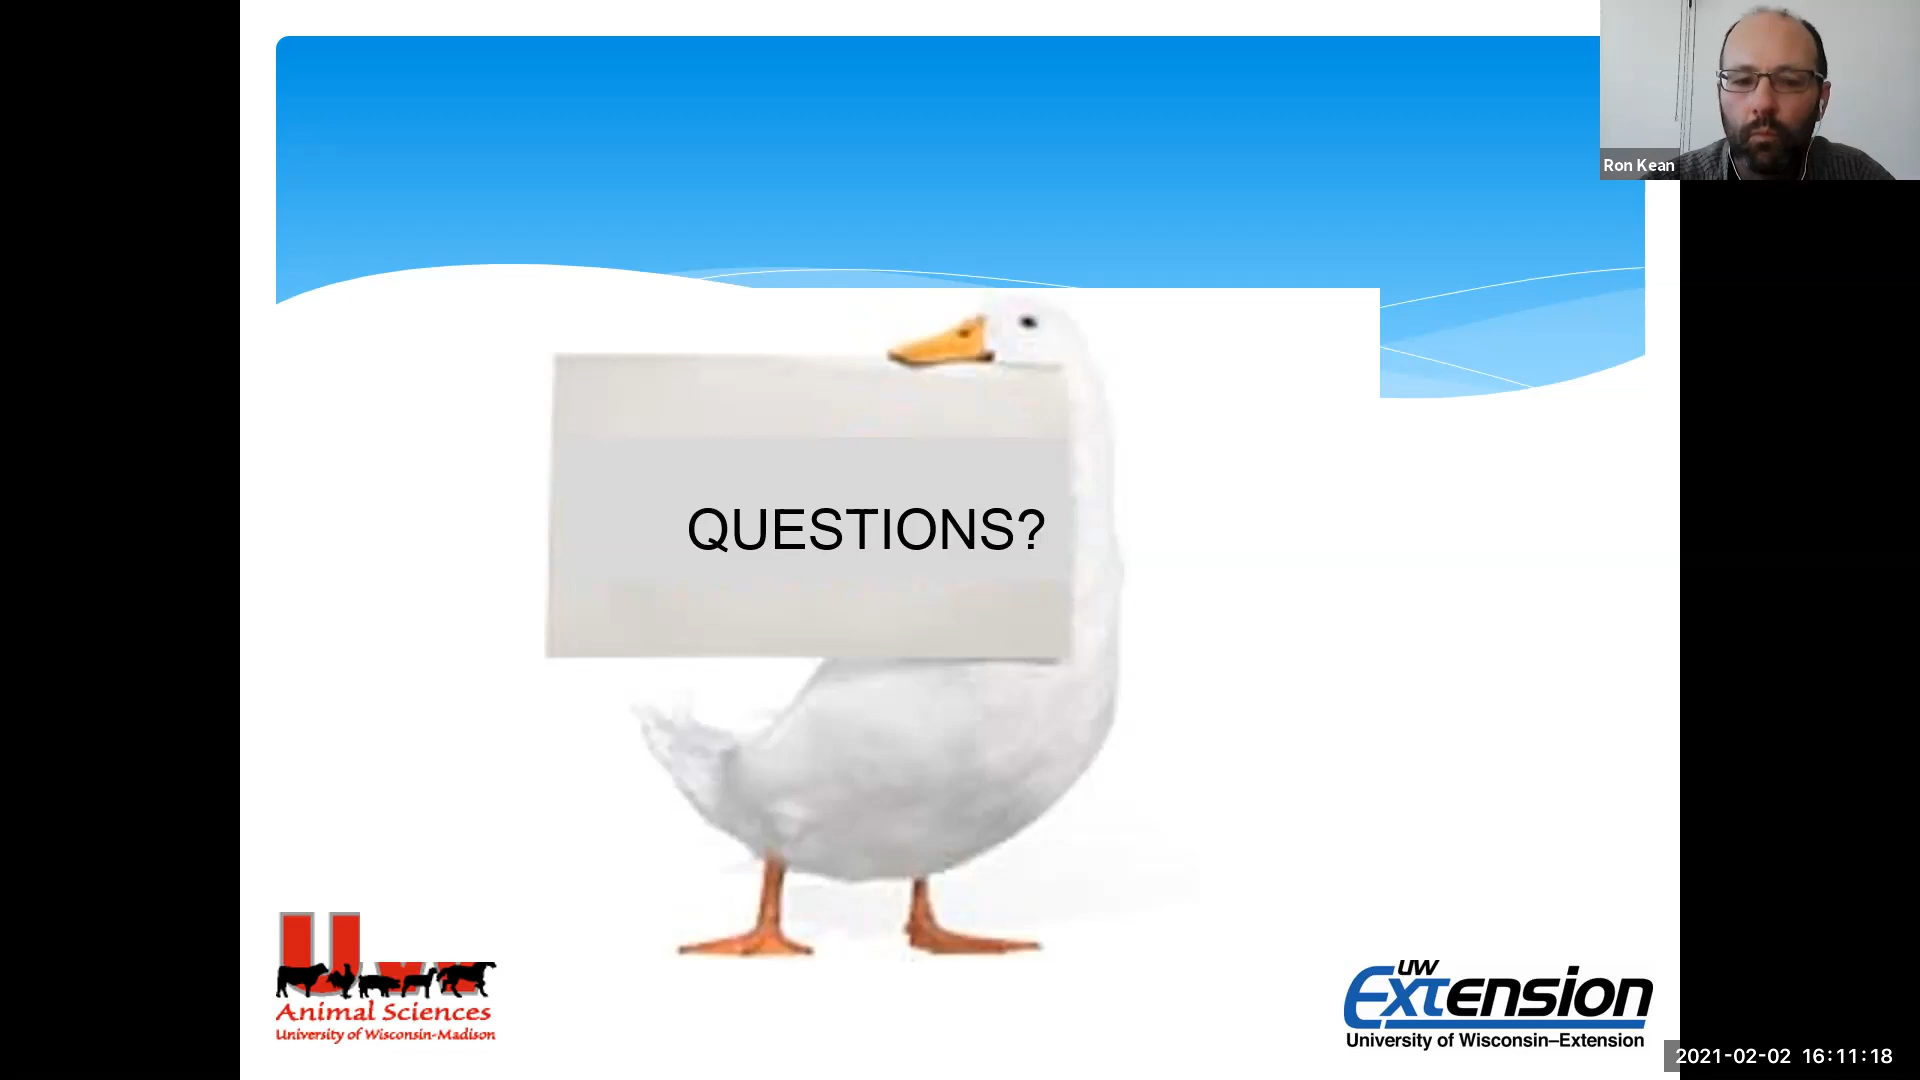 Ron Kean
QUESTIONS?
Animal Sciences
University of Wisconsin-Madison
UW
Extension
University of Wisconsin–Extension
2021-02-02 16:11:18